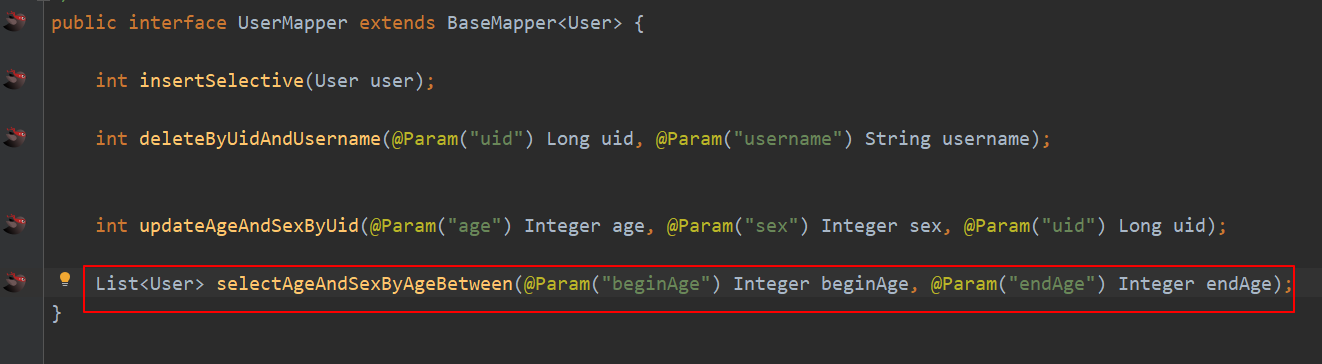 public interface UserMapper extends BaseMapper<User> {
int insertSelective(User user);
int deleteByUidAndUsername(@Param("uid") Long uid, @Param("username") String username);
int updateAgeAndSexByUid(@Param("age") Integer age, @Param("sex") Integer sex, @Param("uid") Long uid);
List<User> selectAgeAndSexByAgeBetween(@Param("beginAge") Integer beginAge, @Param("endAge") Integer endAge);
}